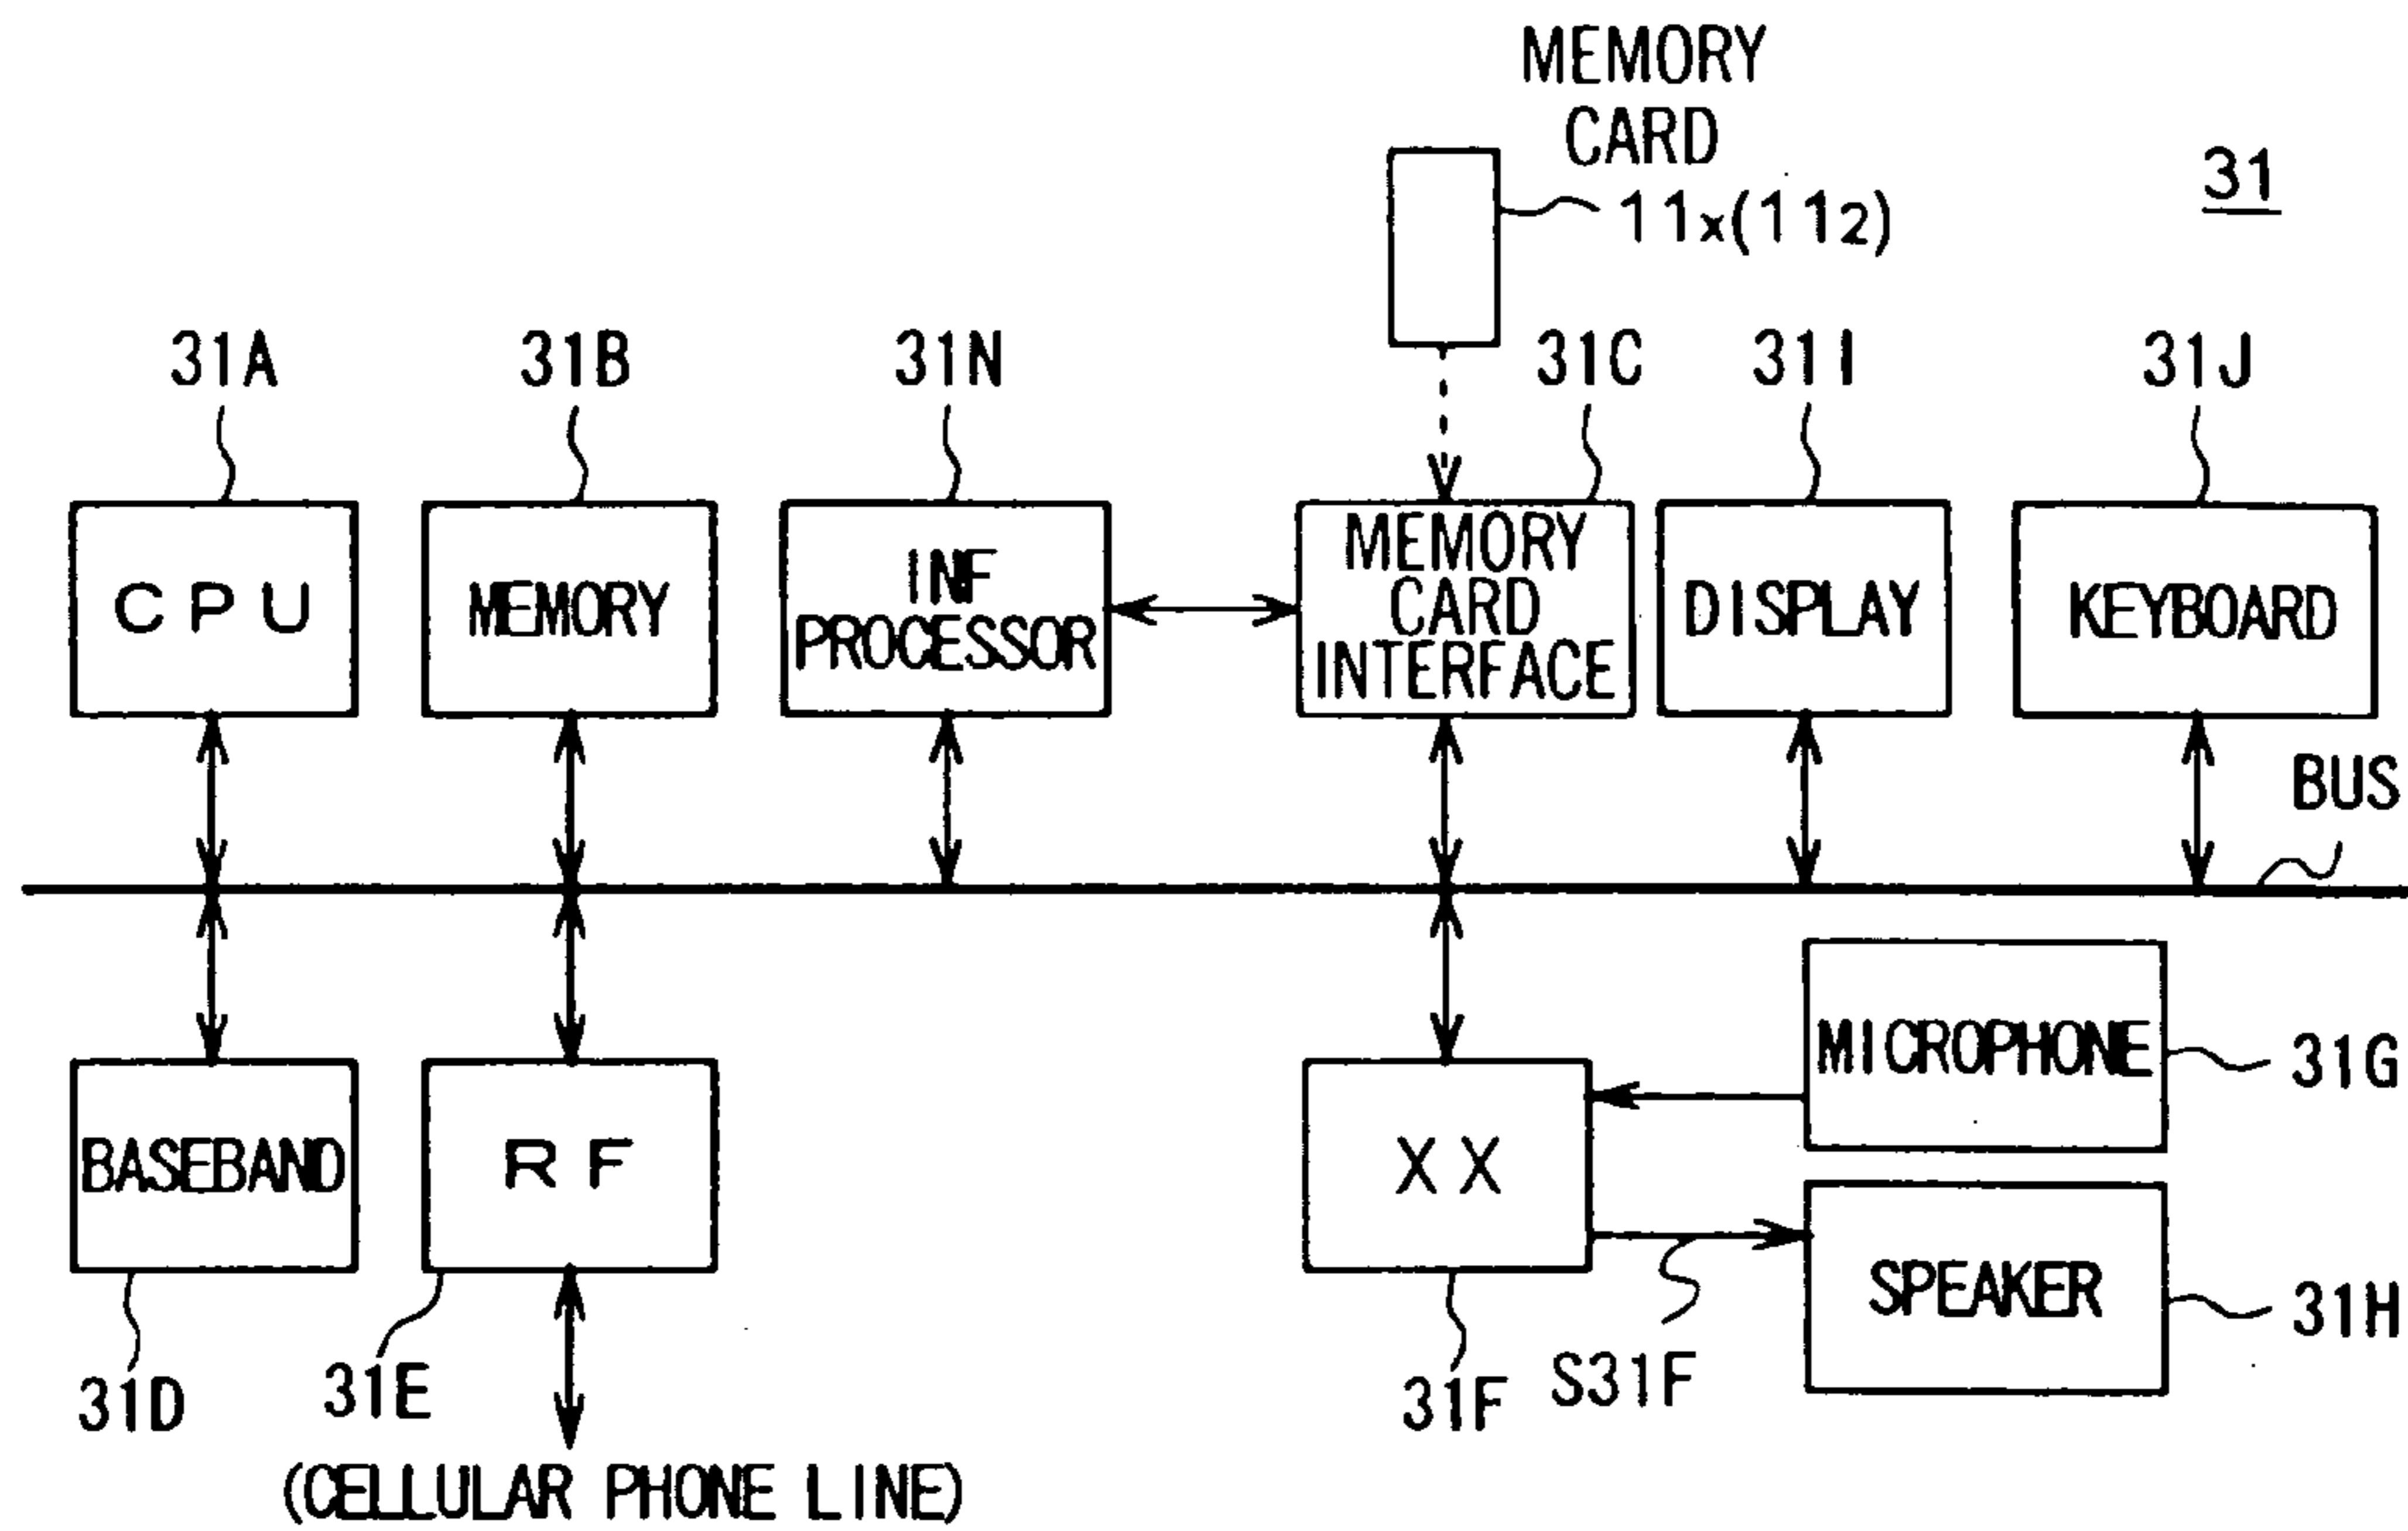 MEMORY
CARD
11x(112)
31
31A
31B
31N
31C
31I
31J
CPU
MEMORY
INF
PROCESSOR
MEMORY
CARD
INTERFACE
DISPLAY
KEYBOARD
BUS
BASEBAND
RF
XX
MICROPHONE
31G
SPEAKER
31H
31D
31E
31F
S31F
(CELLULAR PHONE LINE)